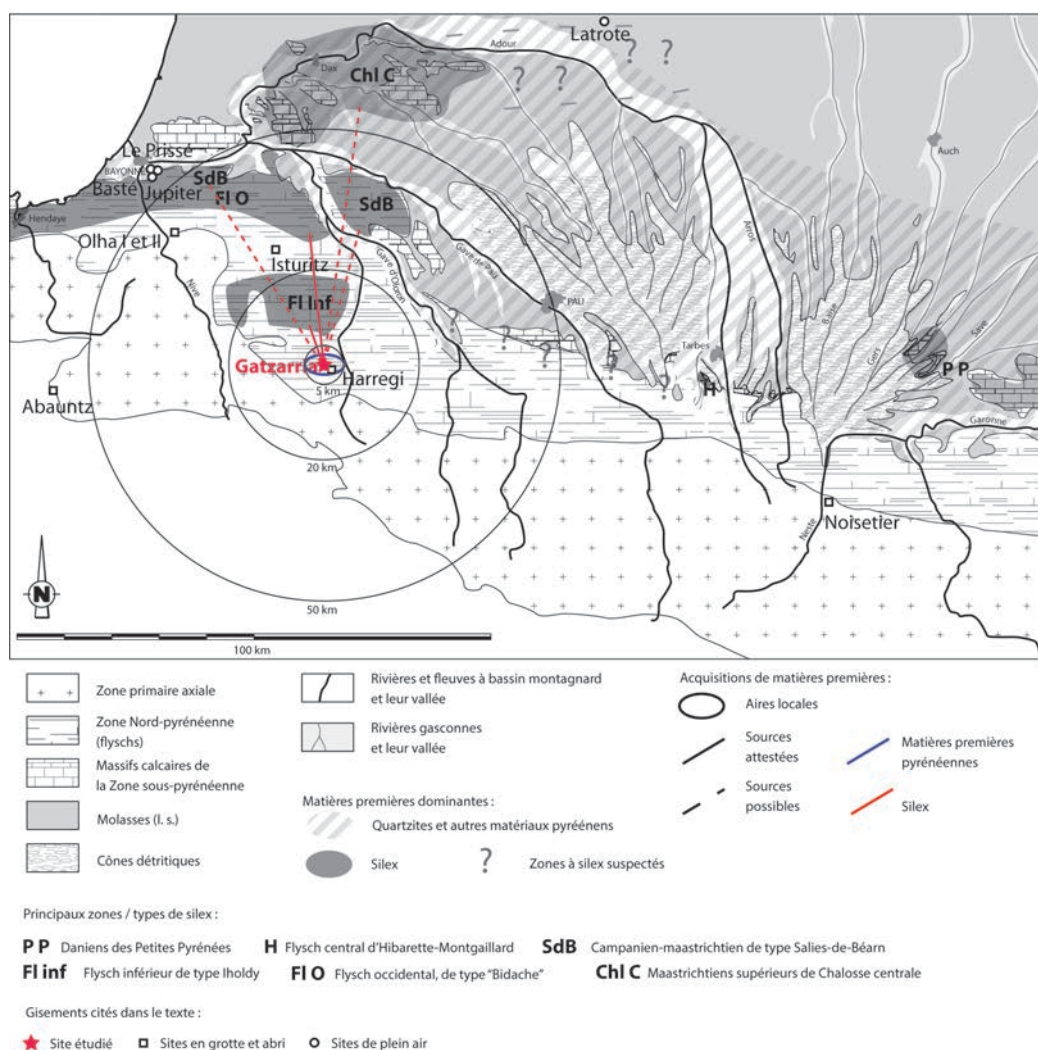 Latrote
Adour
Dax
Chl C
Auch
Le Prissé
BAYONNE
SdB
Basté
Jupiter
Fl O
SdB
Hendaye
Olha I et II
Isturitz
Nive
Gave d'Oloron
Gave de Pau
PAU
Arros
Baïse
Gers
Save
Fl Inf
Tarbes
P P
Gatzarria
Harregi
H
Abauntz
5 km
Garonne
20 km
Noisetier
Neste
N
50 km
100 km
Zone primaire axiale
Zone Nord-pyrénéenne
(flyschs)
Massifs calcaires de
la Zone sous-pyrénéenne
Molasses (l. s.)
Cônes détritiques
Rivières et fleuves à bassin montagnard
et leur vallée
Rivières gasconnes
et leur vallée
Matières premières dominantes :
Quartzites et autres matériaux pyréénens
Silex
? Zones à silex suspectés
Acquisitions de matières premières :
Aires locales
Sources
attestées
Matières premières
pyrénéennes
Sources
possibles
Silex
Principaux zones / types de silex :
P P Daniens des Petites Pyrénées H Flysch central d'Hibarette-Montgaillard SdB Campanien-maastrichtien de type Salies-de-Béarn
Fl inf Flysch inférieur de type Iholdy Fl O Flysch occidental, de type "Bidache" Chl C Maastrichtiens supérieurs de Chalosse centrale
Gisements cités dans le texte :
Site étudié Sites en grotte et abri Sites de plein air